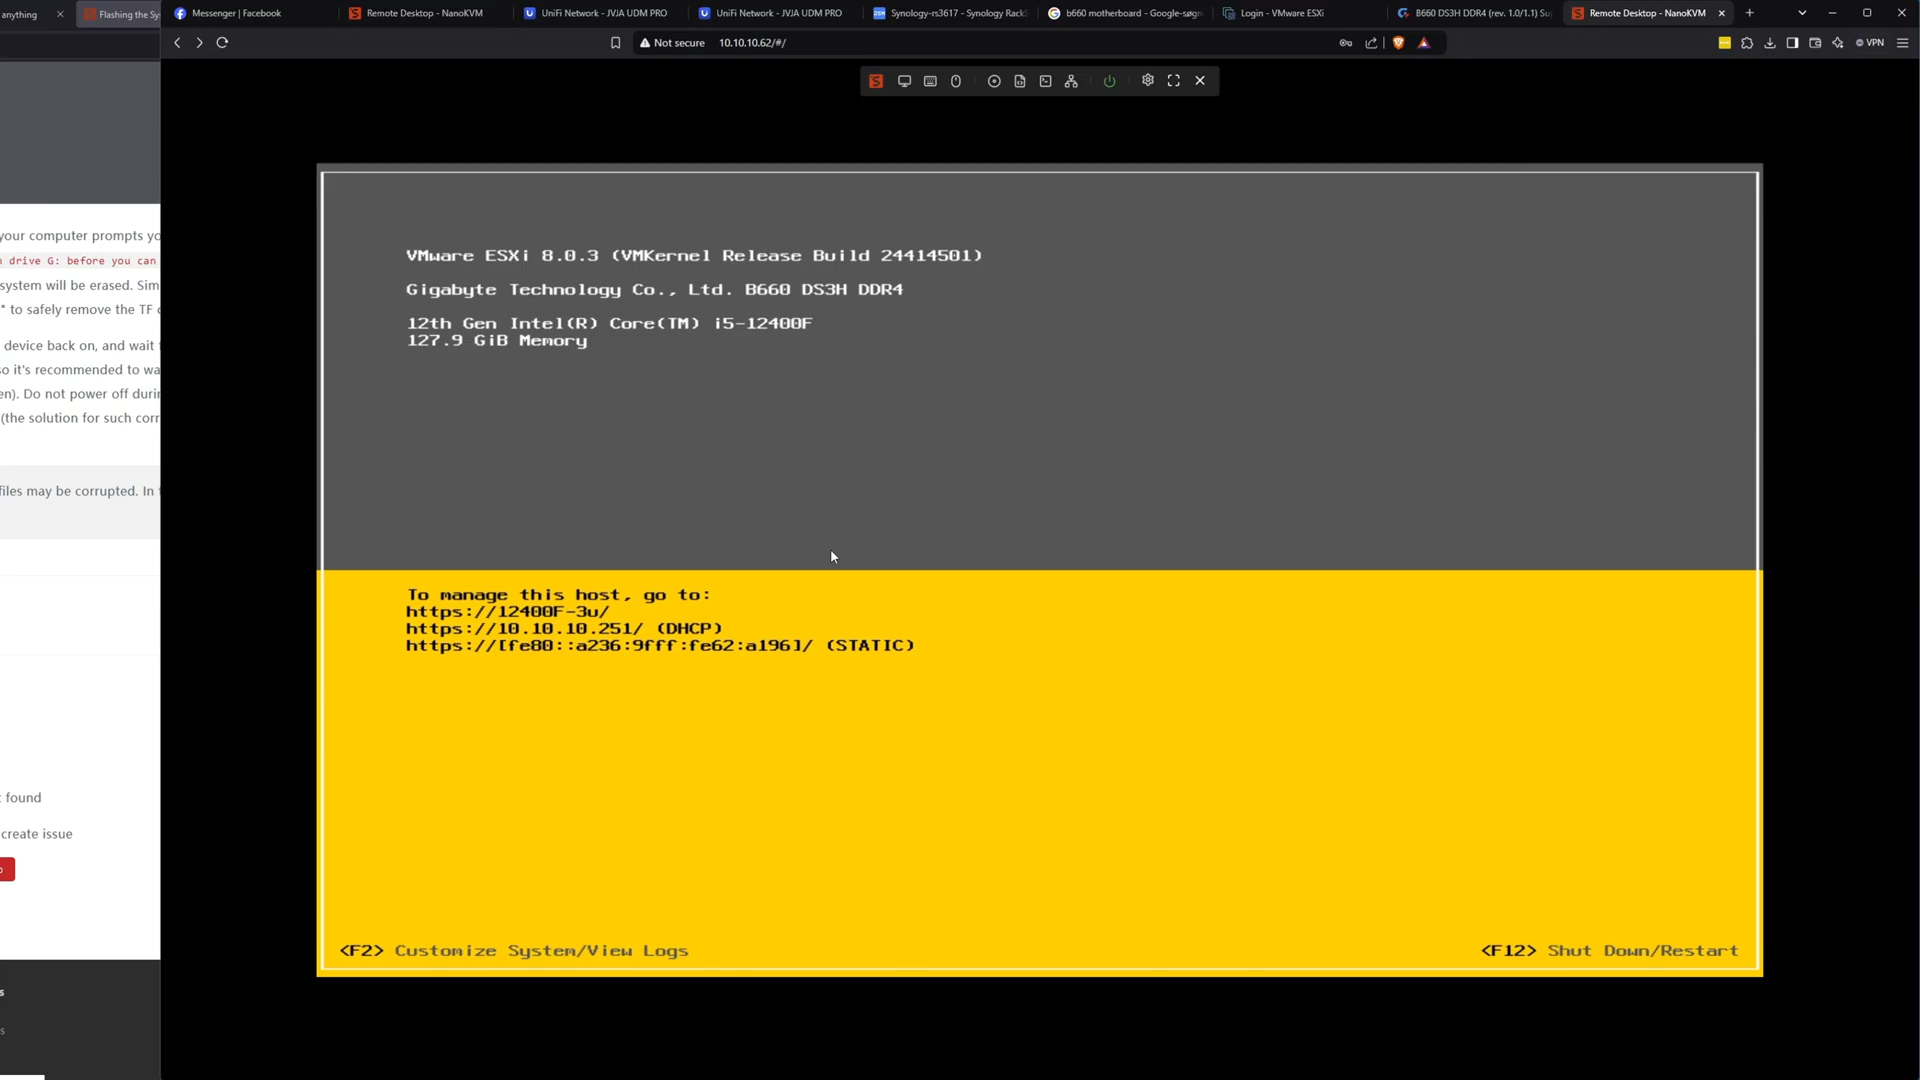 anything
Flashing the Sy
Messenger | Facebook
Remote Desktop - NanoKVM
UniFi Network - JVJA UDM PRO
UniFi Network - JVJA UDM PRO
Synology-rs3617 - Synology RackS
b660 motherboard - Google-søgn
Login - VMware ESXi
B660 DS3H DDR4 (rev. 1.0/1.1) Su
Remote Desktop - NanoKVM
Not secure
10.10.10.62/#/
VPN
your computer prompts yo
drive G: before you can
system will be erased. Sim
" to safely remove the TF c
device back on, and wait
so it's recommended to wa
en). Do not power off durin
(the solution for such corr
files may be corrupted. In t
found
create issue
VMware ESXi 8.0.3 (VMKernel Release Build 24414501)
Gigabyte Technology Co., Ltd. B660 DS3H DDR4
12th Gen Intel(R) Core(TM) i5-12400F
127.9 GiB Memory
To manage this host, go to:
https://12400F-3u/
https://10.10.10.251/ (DHCP)
https://[fe80::a236:9fff:fe62:a196]/ (STATIC)
<F2> Customize System/View Logs
<F12> Shut Down/Restart